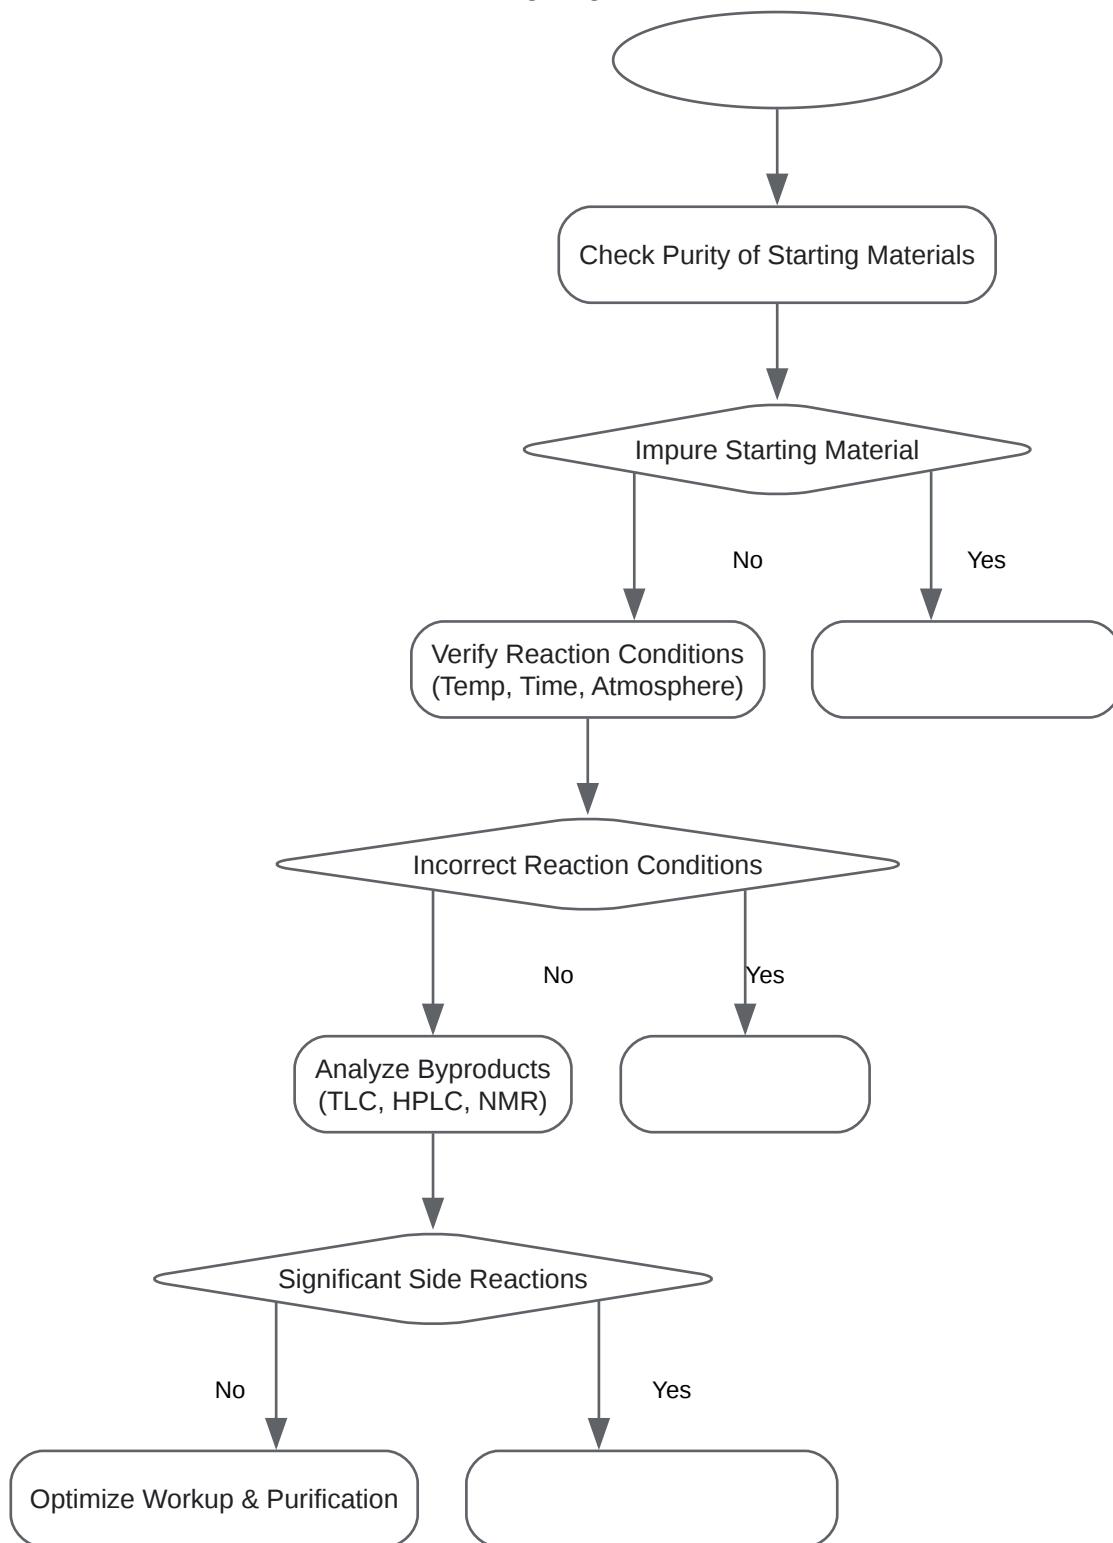 Check Purity of Starting Materials
Impure Starting Material
No
Yes
Verify Reaction Conditions
(Temp, Time, Atmosphere)
Incorrect Reaction Conditions
No
Yes
Analyze Byproducts
(TLC, HPLC, NMR)
Significant Side Reactions
No
Yes
Optimize Workup & Purification